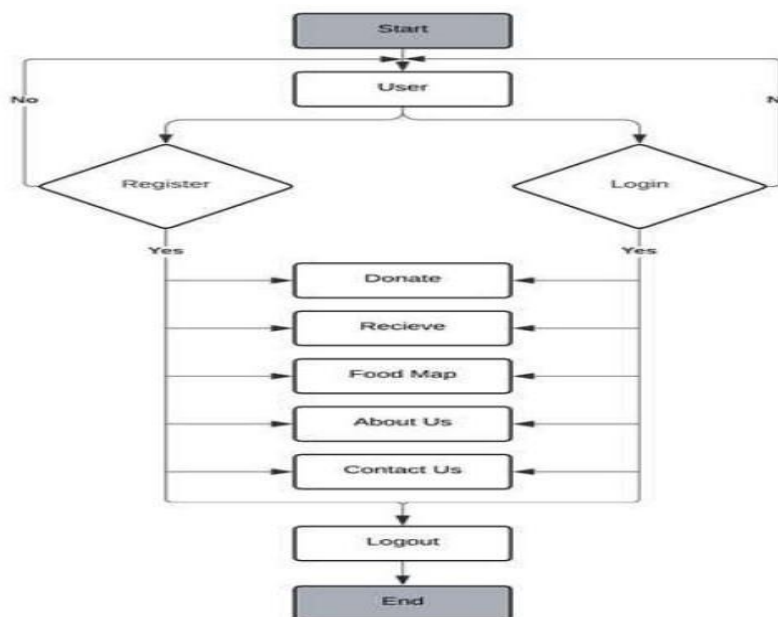 Start
User
No
N
Register
Login
Yes
Yes
Donate
Recieve
Food Map
About Us
Contact Us
Logout
End